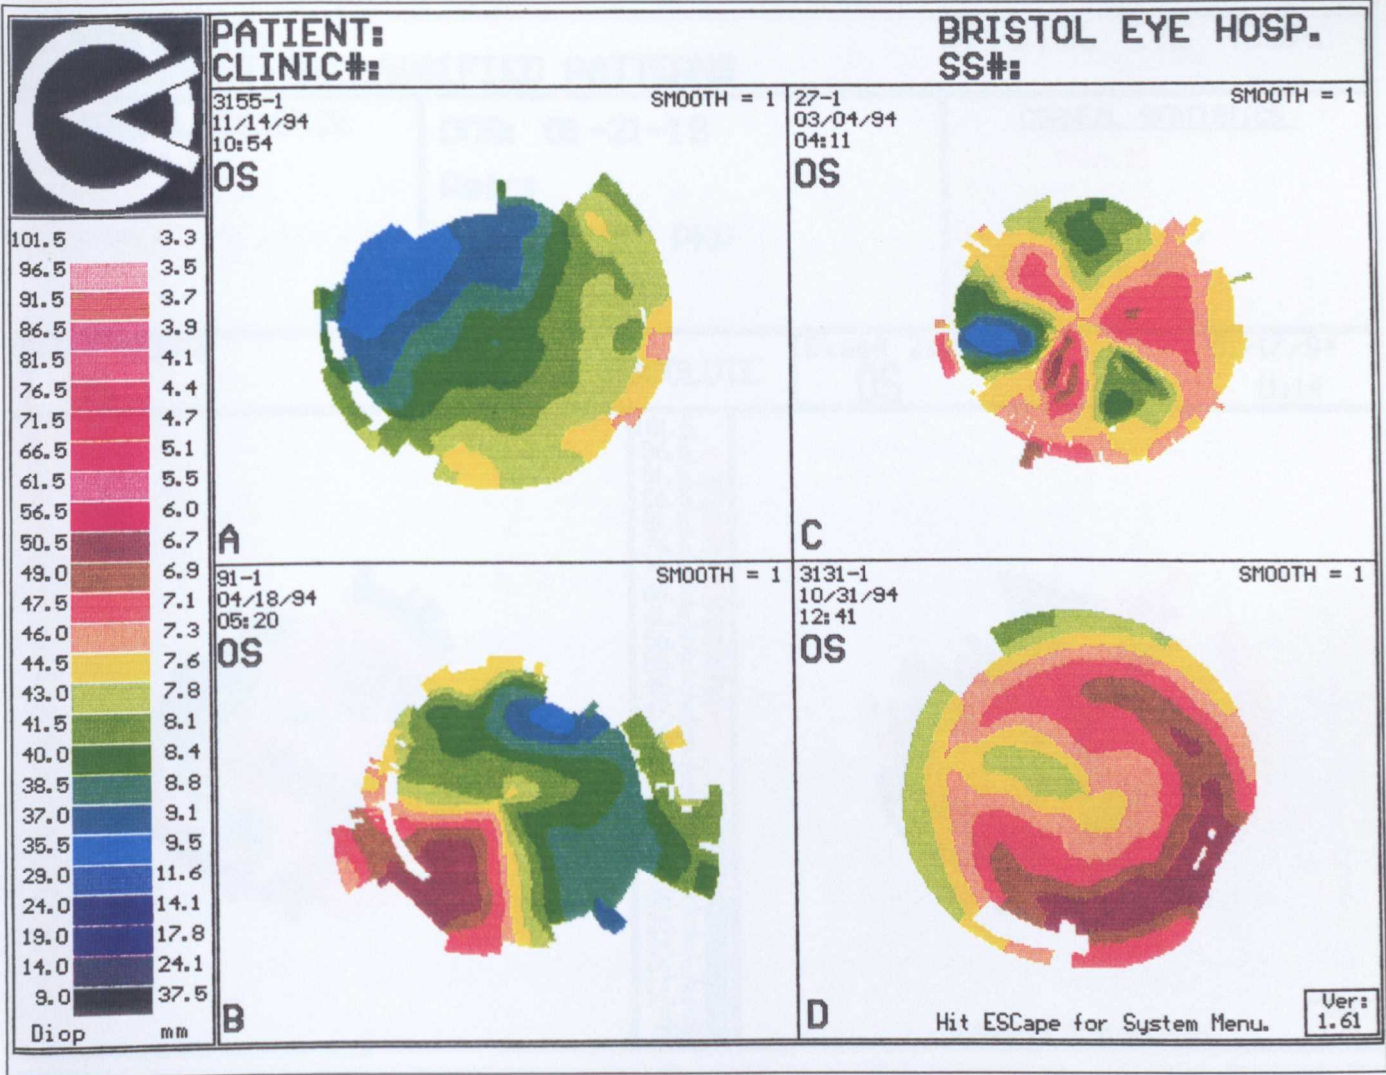 PATIENT:
CLINIC#:
BRISTOL EYE HOSP.
SS#:
3155-1
11/14/94
10:54
OS
SMOOTH = 1
A
27-1
03/04/94
04:11
OS
SMOOTH = 1
C
91-1
04/18/94
05:20
OS
SMOOTH = 1
B
3131-1
10/31/94
12:41
OS
SMOOTH = 1
D
101.5 3.3
96.5 3.5
91.5 3.7
86.5 3.9
81.5 4.1
76.5 4.4
71.5 4.7
66.5 5.1
61.5 5.5
56.5 6.0
50.5 6.7
49.0 6.9
47.5 7.1
46.0 7.3
44.5 7.6
43.0 7.8
41.5 8.1
40.0 8.4
38.5 8.8
37.0 9.1
35.5 9.5
29.0 11.6
24.0 14.1
19.0 17.8
14.0 24.1
9.0 37.5
Diop mm
Hit ESCape for System Menu.
Ver:
1.61